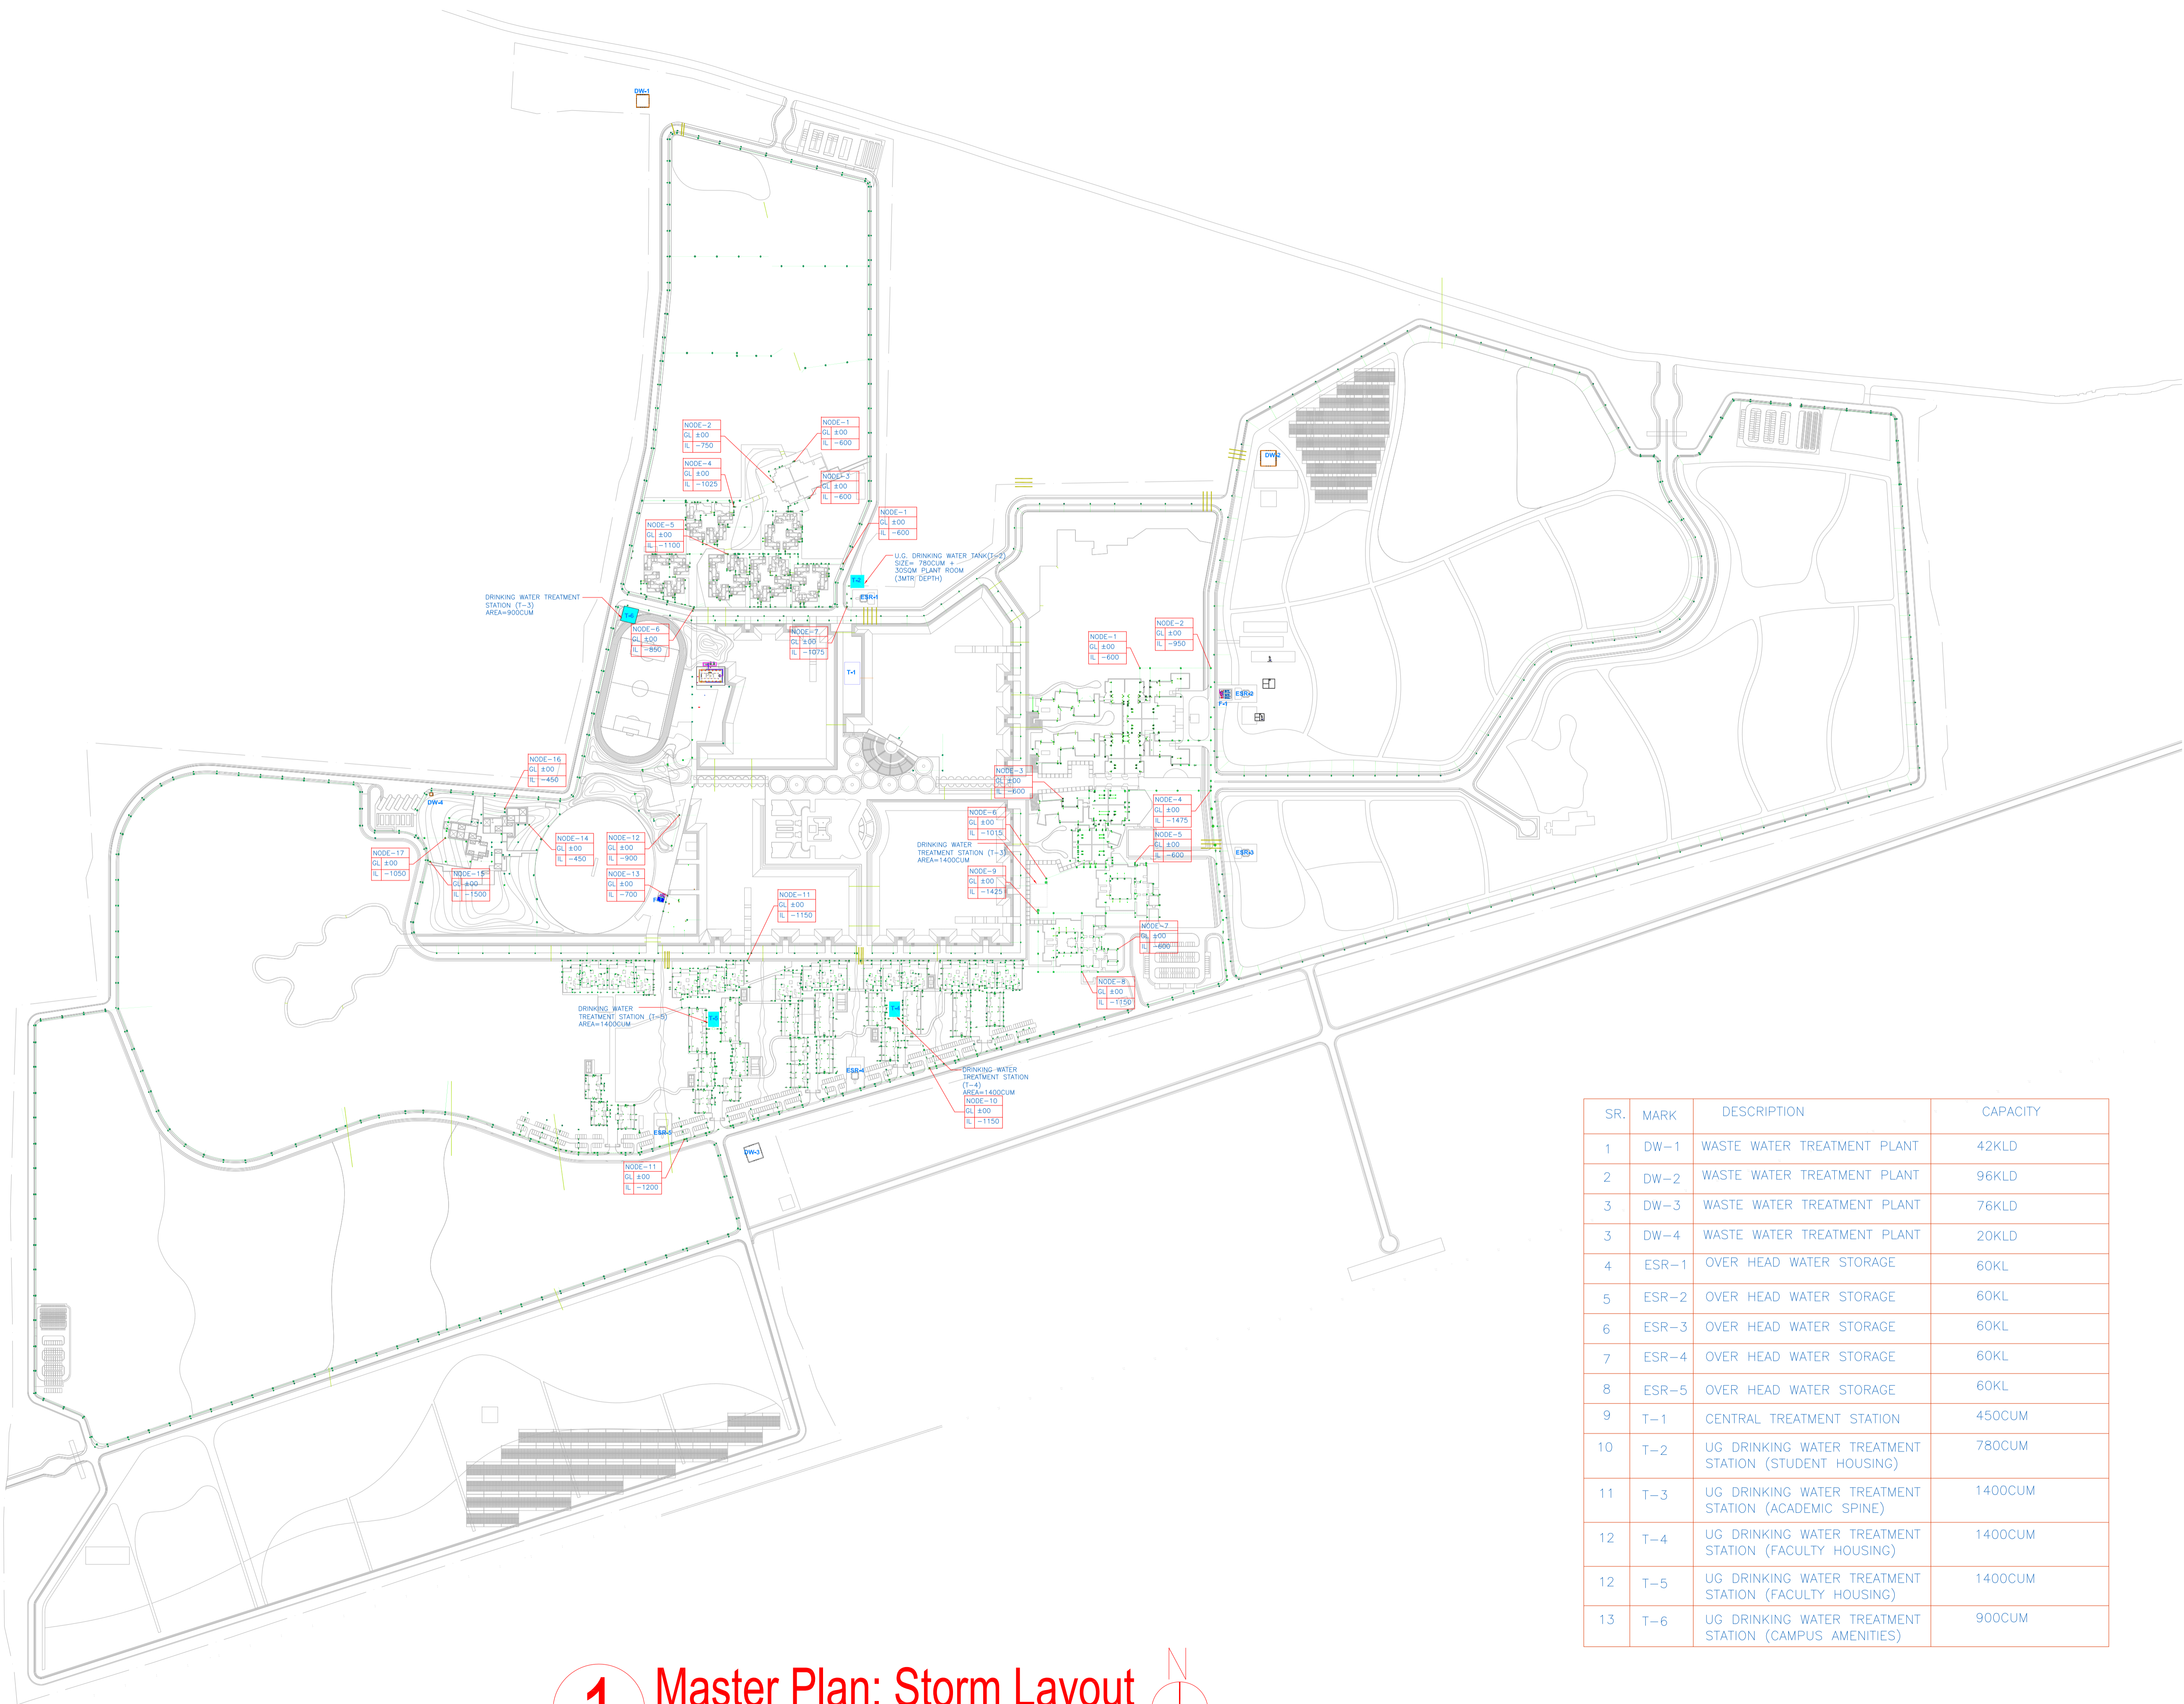 DW-1
NODE-2
GL ±00
IL -750
NODE-1
GL ±00
IL -600
NODE-4
GL ±00
IL -1025
NODE-3
GL ±00
IL -600
NODE-5
GL ±00
IL -1100
NODE-1
GL ±00
IL -600
U.G. DRINKING WATER TANK(T-2)
SIZE= 780CUM +
30SQM PLANT ROOM
(3MTR DEPTH)
T-2
ESR-1
DRINKING WATER TREATMENT
STATION (T-3)
AREA=900CUM
T-6
NODE-6
GL ±00
IL -850
NODE-7
GL ±00
IL -1075
T-1
DW-2
NODE-1
GL ±00
IL -600
NODE-2
GL ±00
IL -950
ESR-2
F-1
1
NODE-16
GL ±00
IL -450
DW-4
NODE-14
GL ±00
IL -450
NODE-12
GL ±00
IL -900
NODE-17
GL ±00
IL -1050
NODE-15
GL ±00
IL -1500
NODE-13
GL ±00
IL -700
NODE-11
GL ±00
IL -1150
NODE-3
GL ±00
IL -600
NODE-6
GL ±00
IL -1015
DRINKING WATER
TREATMENT STATION (T-3)
AREA=1400CUM
NODE-9
GL ±00
IL -1425
NODE-4
GL ±00
IL -1475
NODE-5
GL ±00
IL -600
ESR-3
NODE-7
GL ±00
IL -600
NODE-8
GL ±00
IL -1150
DRINKING WATER
TREATMENT STATION (T-5)
AREA=1400CUM
T-5
T-4
ESR-4
DRINKING WATER
TREATMENT STATION
(T-4)
AREA=1400CUM
NODE-10
GL ±00
IL -1150
ESR-5
DW-3
NODE-11
GL ±00
IL -1200
SR. MARK DESCRIPTION CAPACITY
1 DW-1 WASTE WATER TREATMENT PLANT 42KLD
2 DW-2 WASTE WATER TREATMENT PLANT 96KLD
3 DW-3 WASTE WATER TREATMENT PLANT 76KLD
3 DW-4 WASTE WATER TREATMENT PLANT 20KLD
4 ESR-1 OVER HEAD WATER STORAGE 60KL
5 ESR-2 OVER HEAD WATER STORAGE 60KL
6 ESR-3 OVER HEAD WATER STORAGE 60KL
7 ESR-4 OVER HEAD WATER STORAGE 60KL
8 ESR-5 OVER HEAD WATER STORAGE 60KL
9 T-1 CENTRAL TREATMENT STATION 450CUM
10 T-2 UG DRINKING WATER TREATMENT 780CUM
STATION (STUDENT HOUSING)
11 T-3 UG DRINKING WATER TREATMENT 1400CUM
STATION (ACADEMIC SPINE)
12 T-4 UG DRINKING WATER TREATMENT 1400CUM
STATION (FACULTY HOUSING)
12 T-5 UG DRINKING WATER TREATMENT 1400CUM
STATION (FACULTY HOUSING)
13 T-6 UG DRINKING WATER TREATMENT 900CUM
STATION (CAMPUS AMENITIES)
1 Master Plan: Storm Layout
N